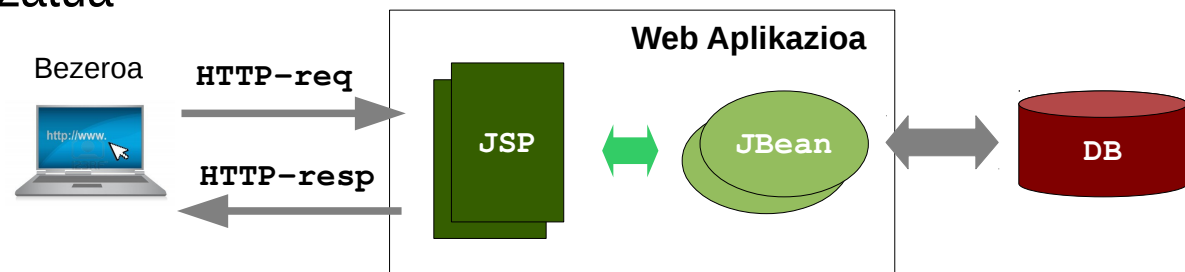 Web Aplikazioa
Bezeroa
HTTP-req
http://www.
JSP
JBean
DB
HTTP-resp